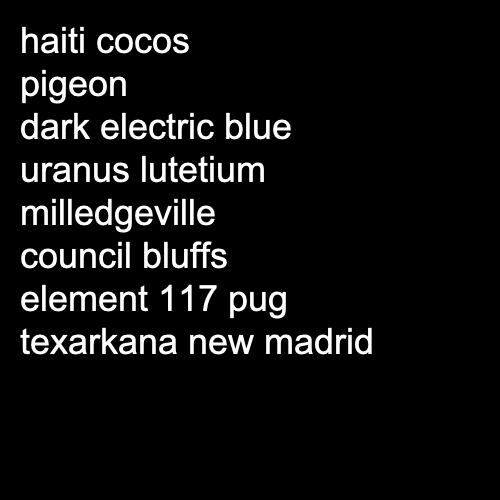 haiti cocos
pigeon
dark electric blue
uranus lutetium
milledgeville
council bluffs
element 117 pug
texarkana new madrid